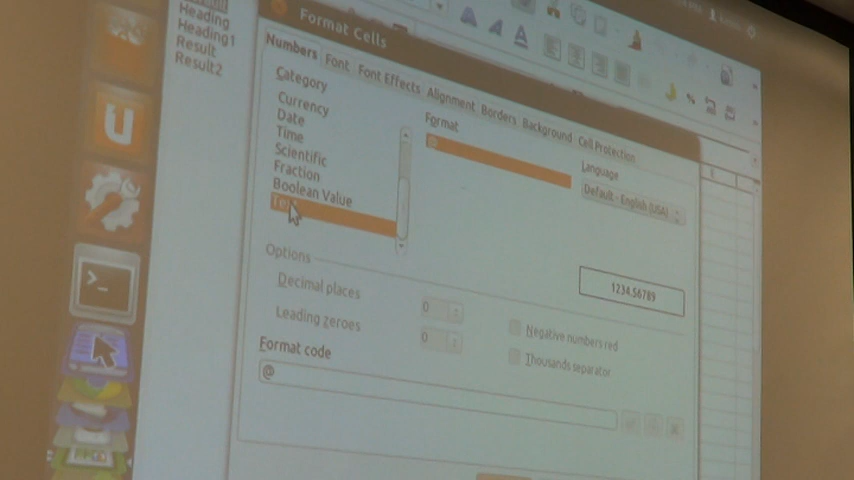 Heading
Heading1
Result
Result2
Format Cells
Numbers Font Font Effects Alignment Borders Background Cell Protection
Category
Currency
Date
Time
Scientific
Fraction
Boolean Value
Format
@
Language
Default - English (USA)
1234.56789
Options
Decimal places
0
Leading zeroes
0
Negative numbers red
Thousands separator
Format code
@